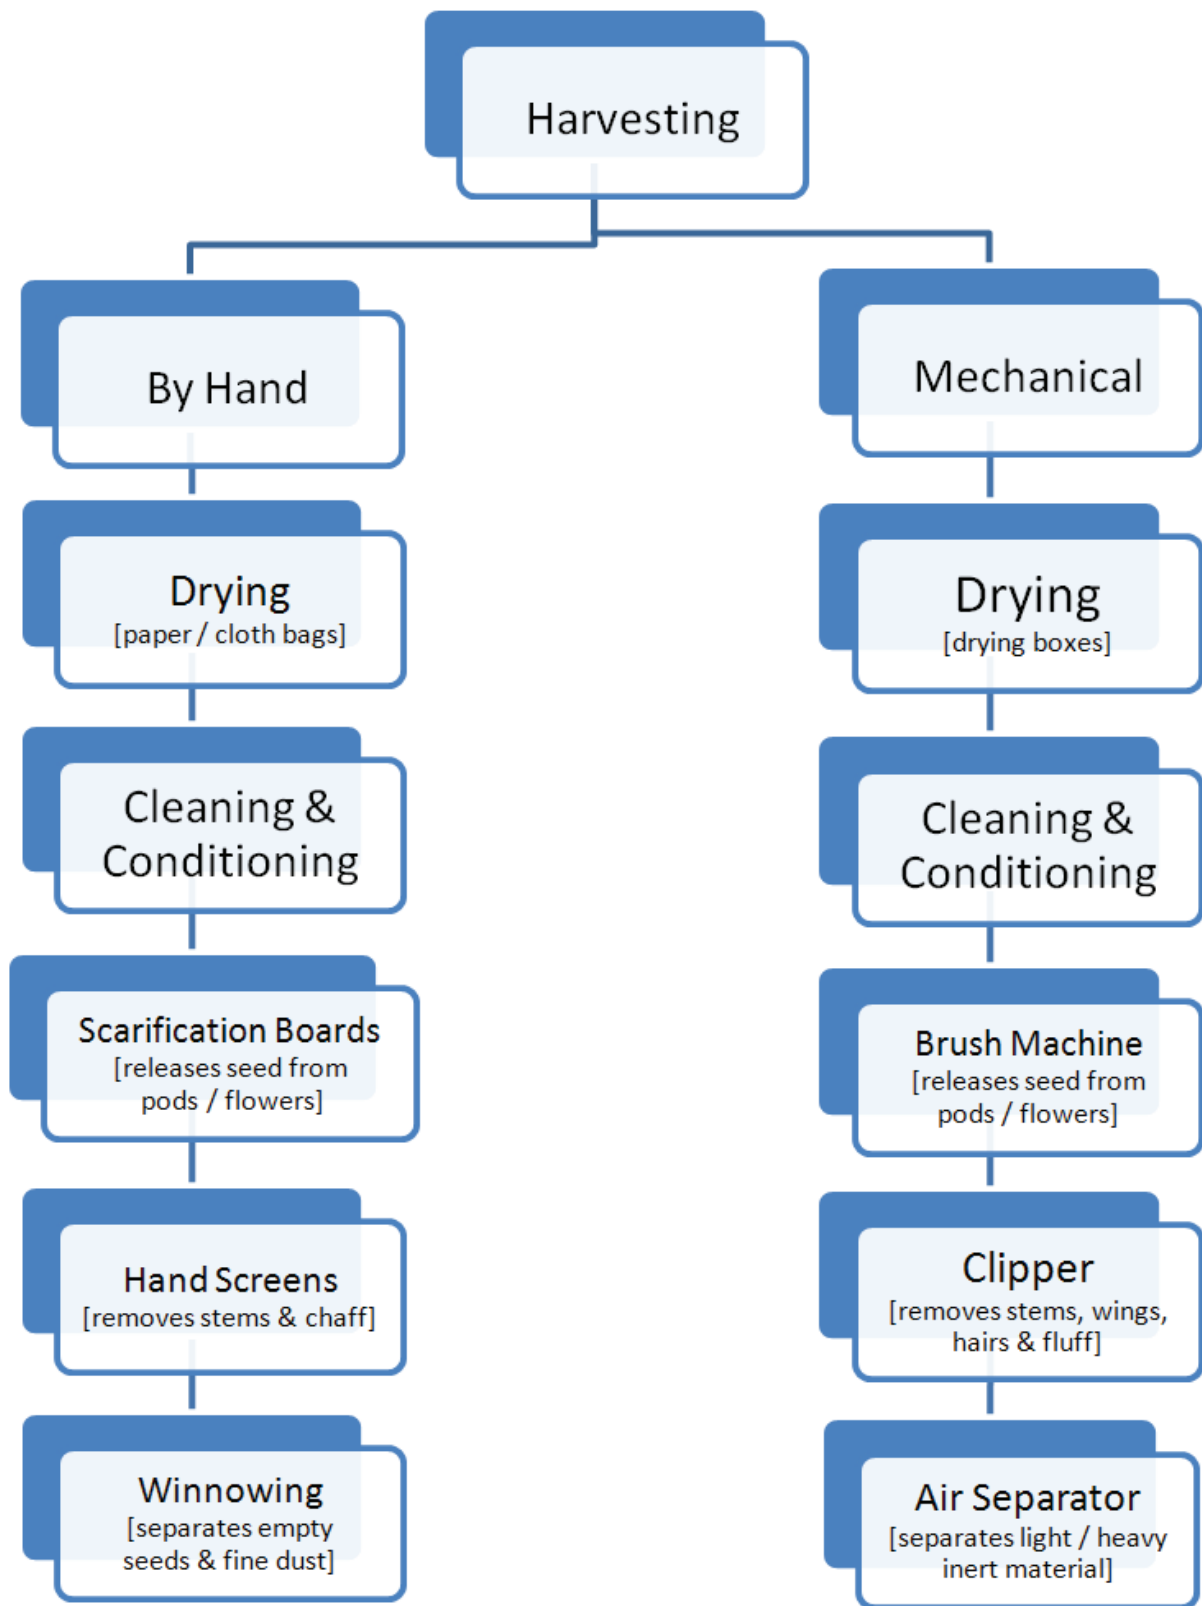 Harvesting
By Hand
Drying
[paper / cloth bags]
Cleaning &
Conditioning
Scarification Boards
[releases seed from
pods / flowers]
Hand Screens
[removes stems & chaff]
Winnowing
[separates empty
seeds & fine dust]
Mechanical
Drying
[drying boxes]
Cleaning &
Conditioning
Brush Machine
[releases seed from
pods / flowers]
Clipper
[removes stems, wings,
hairs & fluff]
Air Separator
[separates light / heavy
inert material]